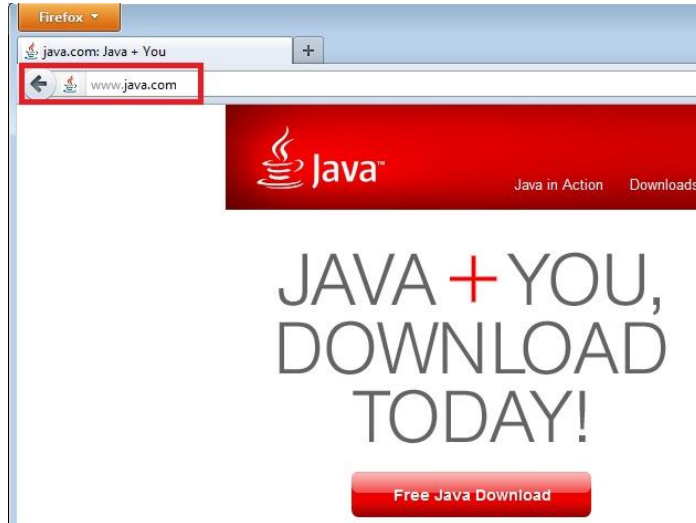 Firefox
java.com: Java + You
+
www.java.com
Java™
Java in Action Downloads
JAVA + YOU,
DOWNLOAD
TODAY!
Free Java Download